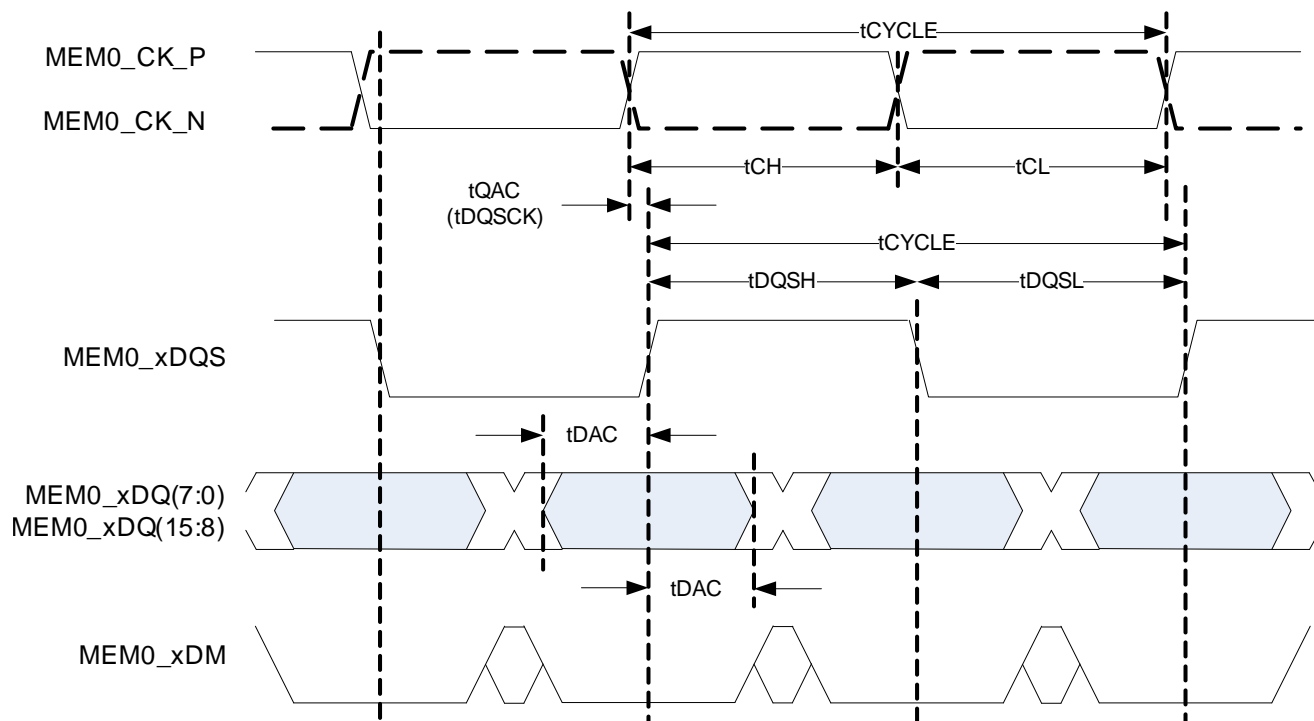 tCYCLE
MEM0_CK_P
MEM0_CK_N
tCH
tCL
tQAC
(tDQSCK)
tCYCLE
tDQSH
tDQSL
MEM0_xDQS
tDAC
MEM0_xDQ(7:0)
MEM0_xDQ(15:8)
tDAC
MEM0_xDM